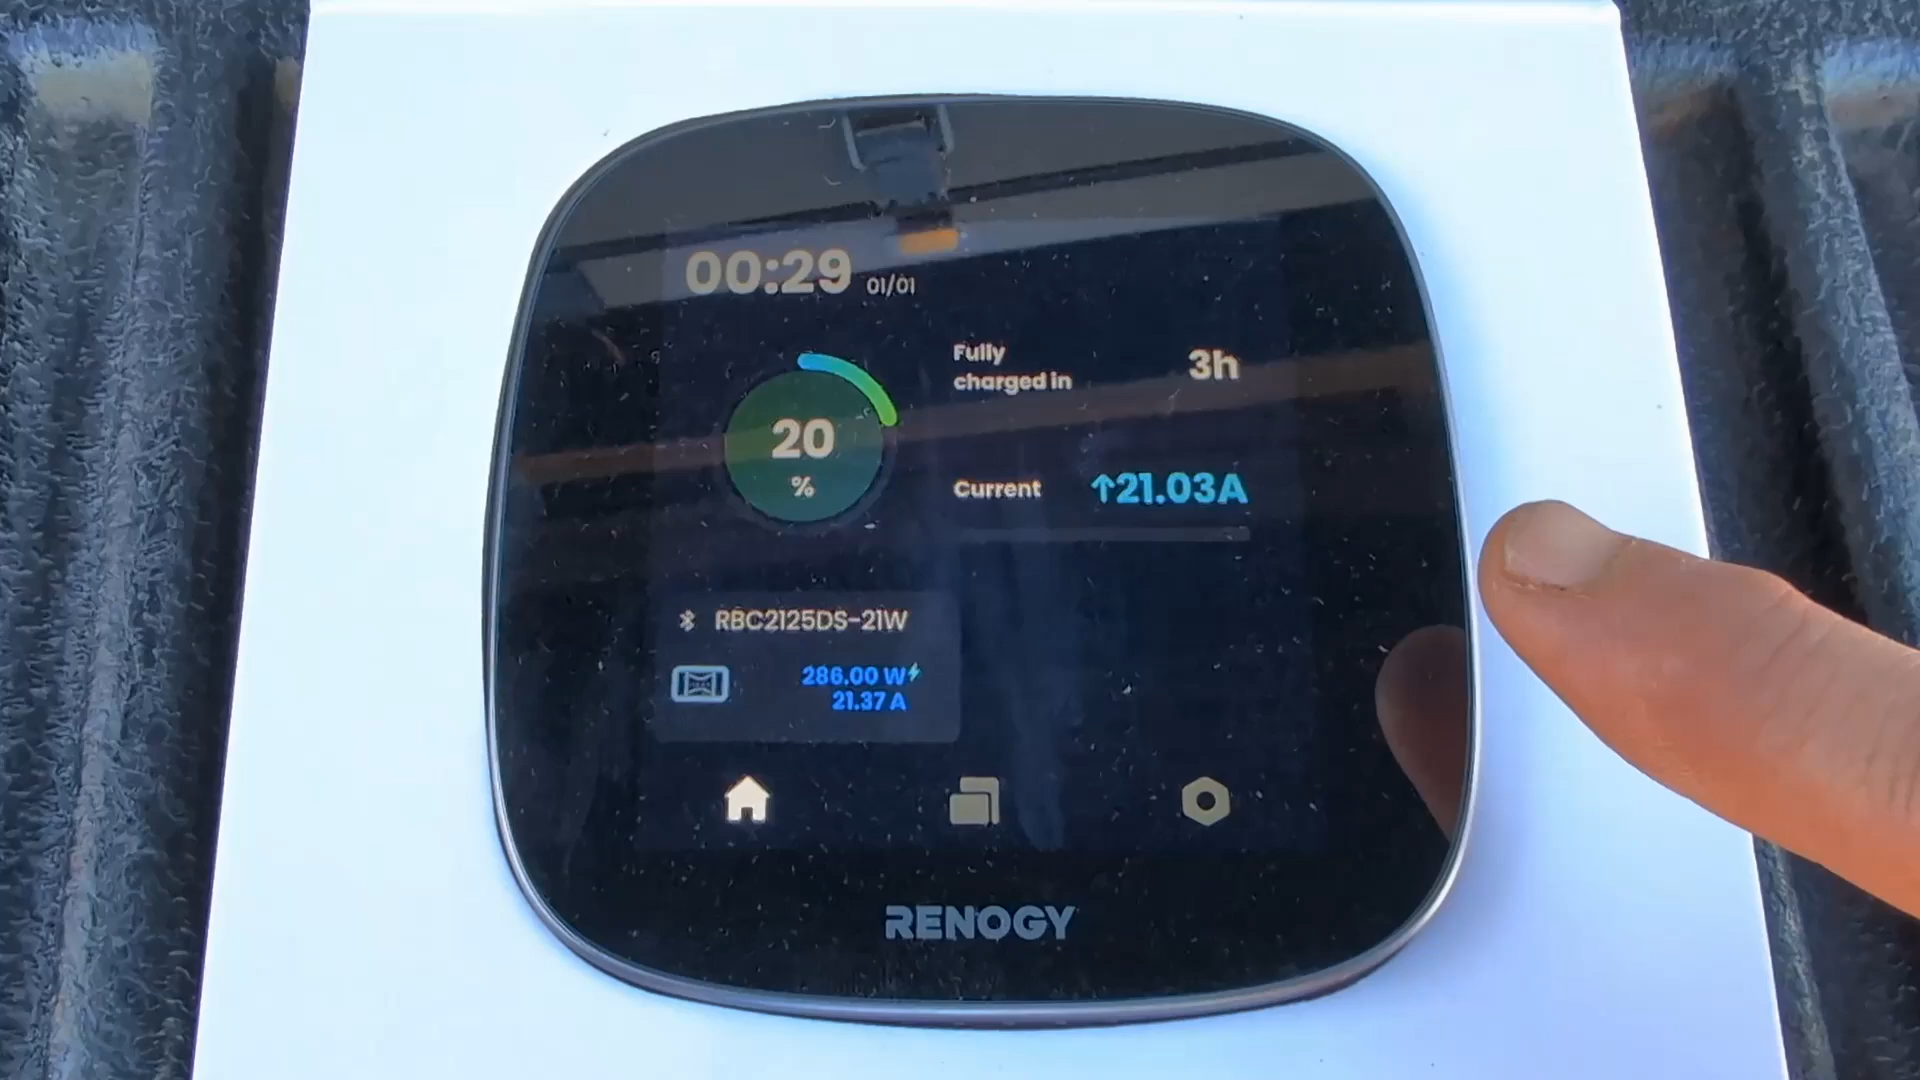 00:29 01/01
Fully
charged in
3h
20
%
Current
↑21.03A
RBC2125DS-21W
286.00 W
21.37 A
RENOGY